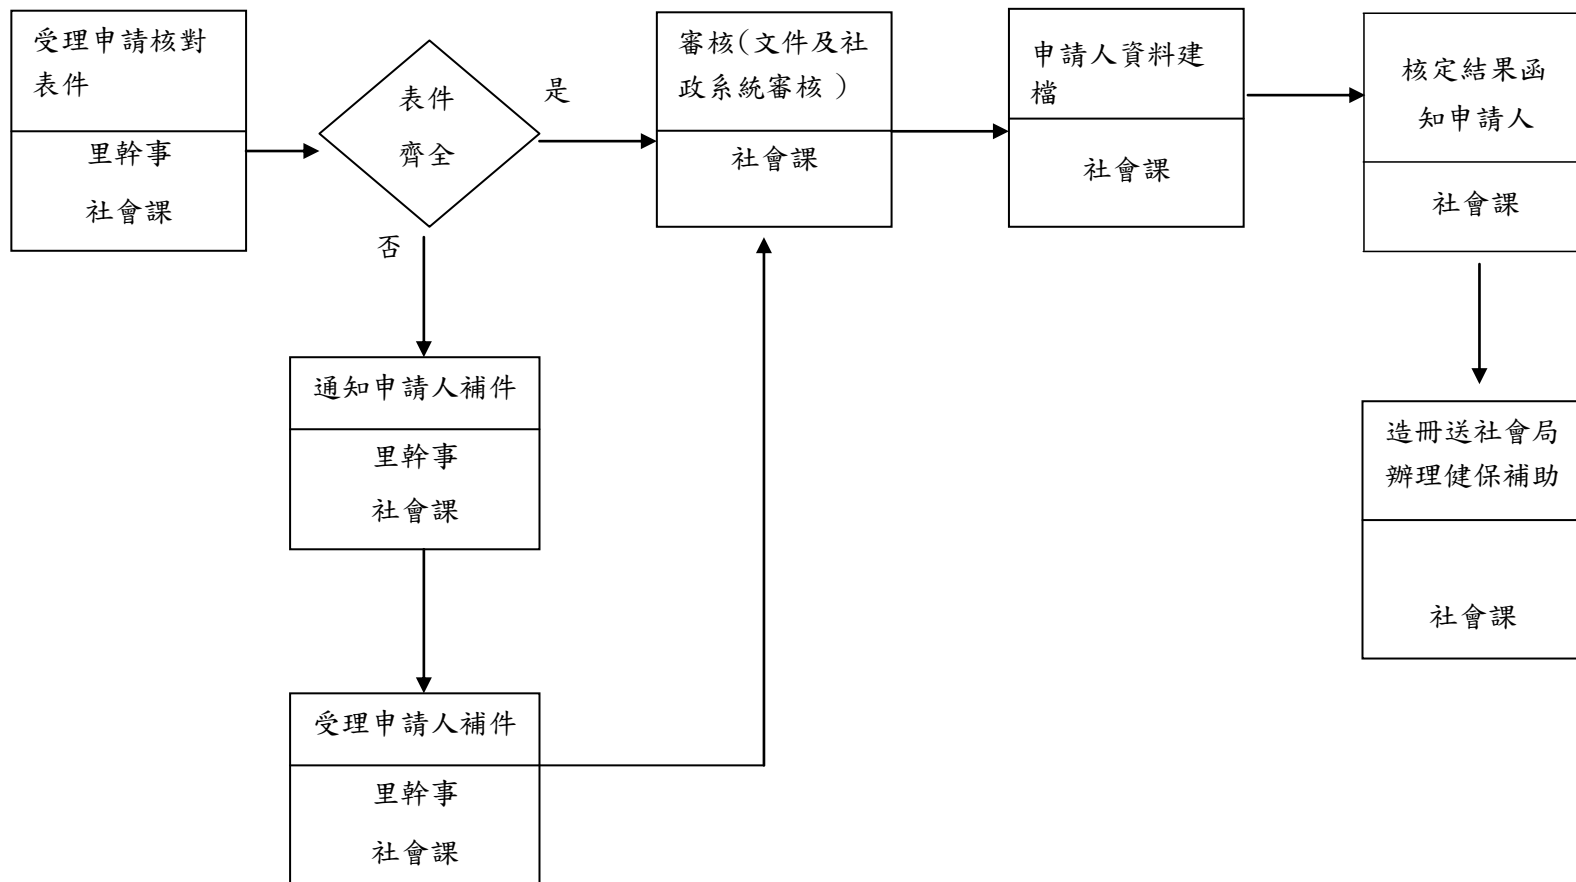 受理申請核對
表件
里幹事
社會課
表件
齊全
是
否
審核(文件及社
政系統審核)
社會課
申請人資料建
檔
社會課
核定結果函
知申請人
社會課
通知申請人補件
里幹事
社會課
受理申請人補件
里幹事
社會課
造冊送社會局
辦理健保補助
社會課